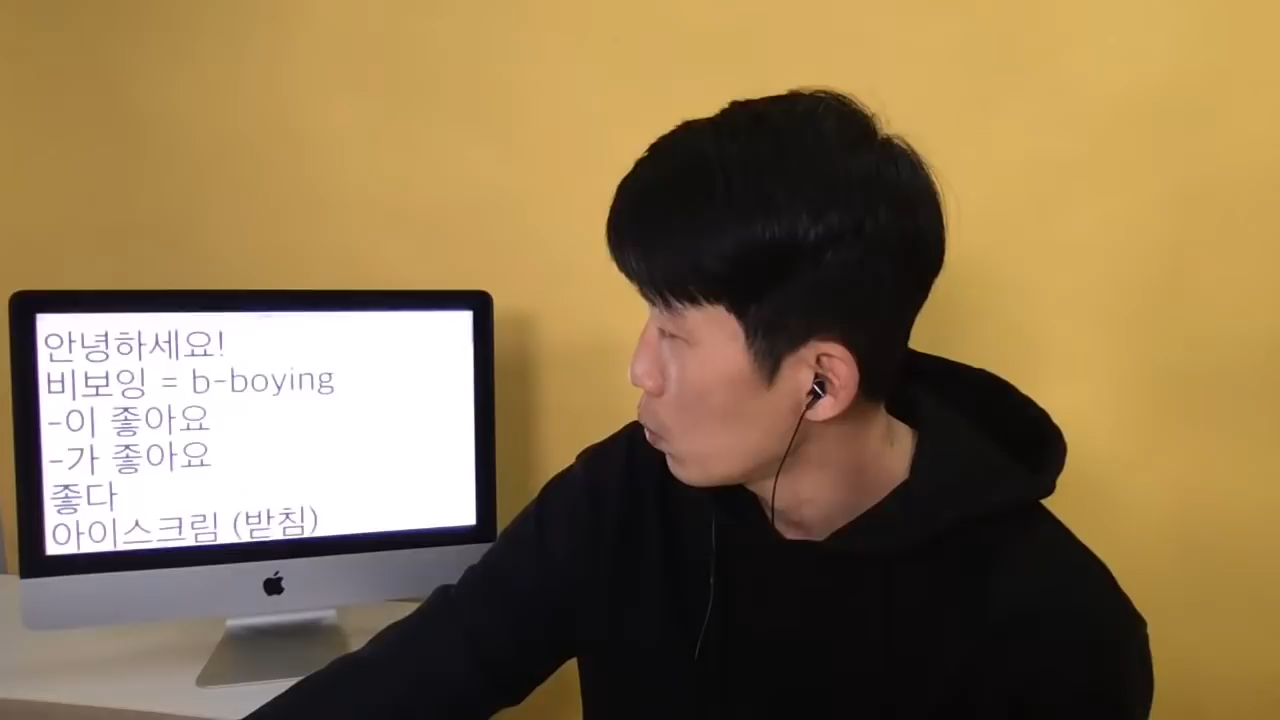 안녕하세요!
비보잉 = b-boying
-이 좋아요
-가 좋아요
좋다
아이스크림 (받침)